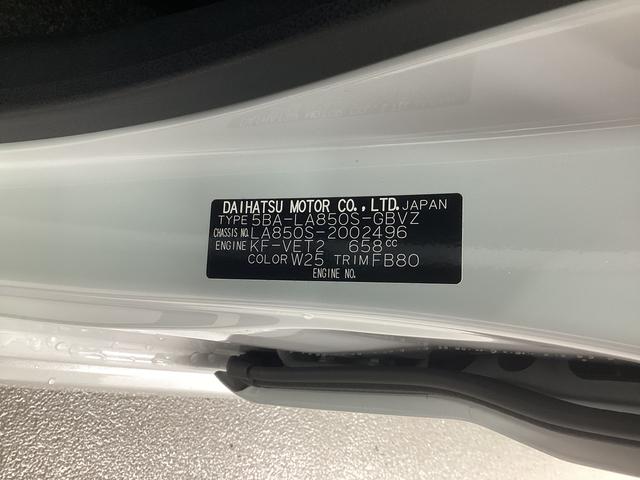 DAIHATSU MOTOR CO.,LTD. JAPAN
TYPE 5BA-LA850S-GBVZ
CHASSIS NO. LA850S-2002496
ENGINE KF-VET2 658cc
COLOR W25 TRIM FB80
ENGINE NO.